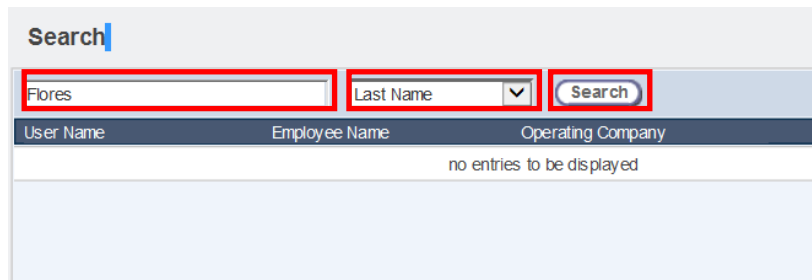 Search
Flores Last Name Search
User Name Employee Name Operating Company
no entries to be displayed